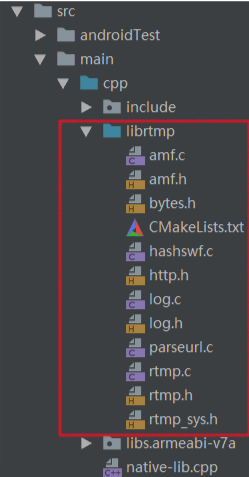 src
androidTest
main
cpp
include
librtmp
amf.c
amf.h
bytes.h
CMakeLists.txt
hashswf.c
http.h
log.c
log.h
parseurl.c
rtmp.c
rtmp.h
rtmp_sys.h
libs.armeabi-v7a
native-lib.cpp